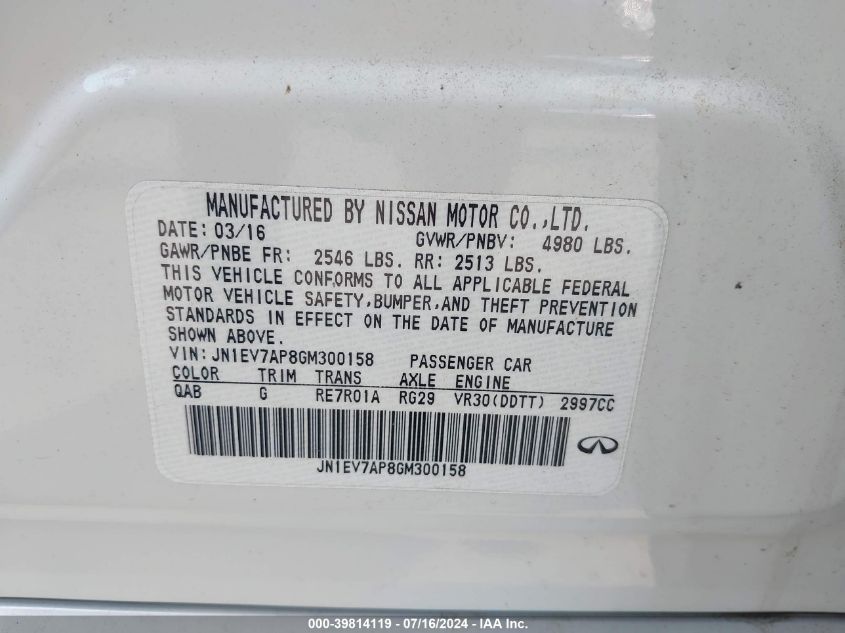 MANUFACTURED BY NISSAN MOTOR CO.,LTD.
DATE: 03/16 GVWR/PNBV: 4980 LBS.
GAWR/PNBE FR: 2546 LBS. RR: 2513 LBS.
THIS VEHICLE CONFORMS TO ALL APPLICABLE FEDERAL
MOTOR VEHICLE SAFETY,BUMPER,AND THEFT PREVENTION
STANDARDS IN EFFECT ON THE DATE OF MANUFACTURE
SHOWN ABOVE.
VIN:JN1EV7AP8GM300158 PASSENGER CAR
COLOR TRIM TRANS AXLE ENGINE
QAB G RE7R01A RG29 VR30(DDTT) 2997CC
JN1EV7AP8GM300158
000-39814119 - 07/16/2024 - IAA Inc.